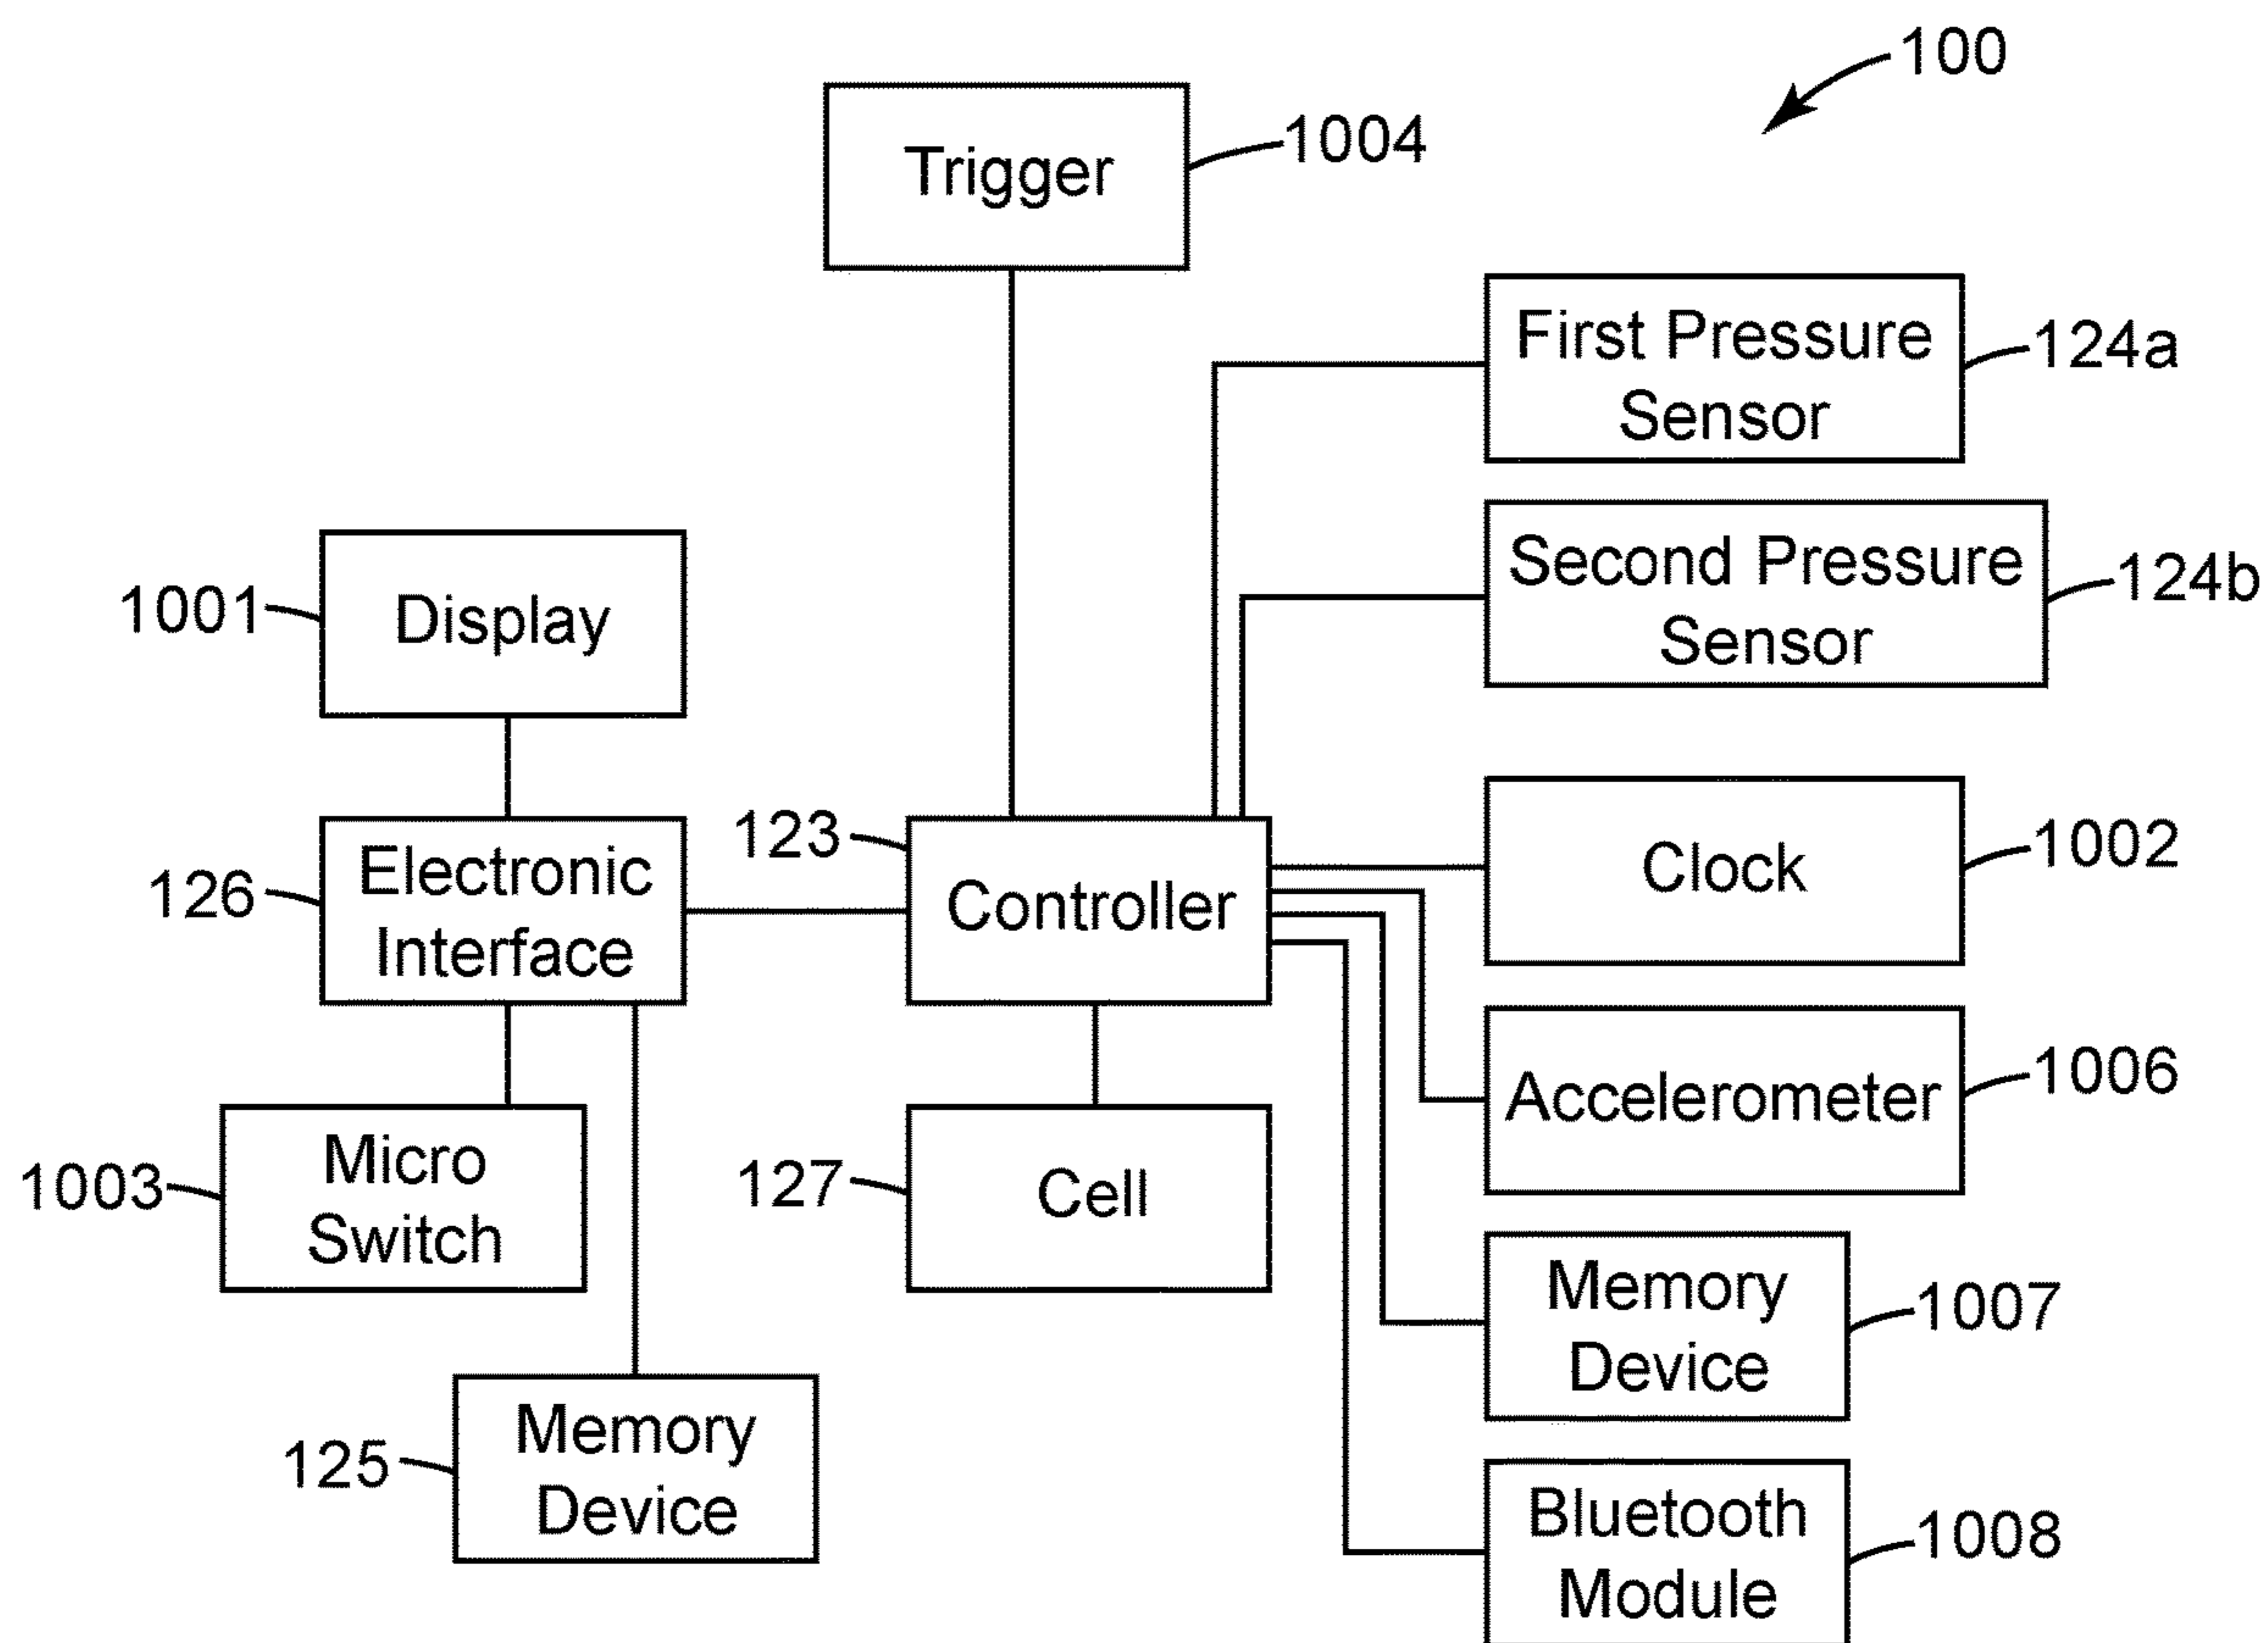 100
Trigger
1004
First Pressure
Sensor
124a
Second Pressure
Sensor
124b
1001
Display
126
Electronic
Interface
123
Controller
Clock
1002
Accelerometer
1006
1003
Micro
Switch
127
Cell
Memory
Device
1007
125
Memory
Device
Bluetooth
Module
1008